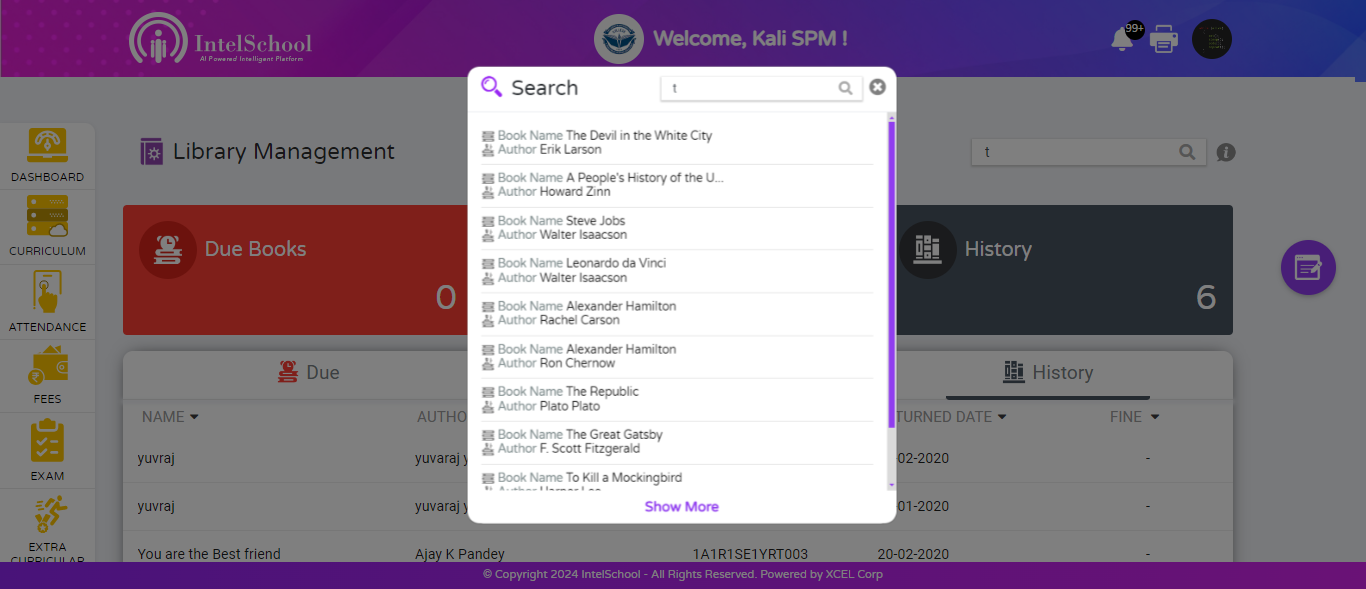 IntelSchool
AI Powered Intelligent Platform
Welcome, Kali SPM !
99+
Search
t
Book Name The Devil in the White City
Author Erik Larson
Book Name A People's History of the U...
Author Howard Zinn
Book Name Steve Jobs
Author Walter Isaacson
Book Name Leonardo da Vinci
Author Walter Isaacson
Book Name Alexander Hamilton
Author Rachel Carson
Book Name Alexander Hamilton
Author Ron Chernow
Book Name The Republic
Author Plato Plato
Book Name The Great Gatsby
Author F. Scott Fitzgerald
Book Name To Kill a Mockingbird
Author Harper Lee
Show More
DASHBOARD
CURRICULUM
ATTENDANCE
FEES
EXAM
EXTRA
CURRICULAR
Library Management
t
Due Books
0
History
6
Due
History
NAME AUTHO TURNED DATE FINE
yuvraj yuvaraj y -02-2020 -
yuvraj yuvaraj y -01-2020 -
You are the Best friend Ajay K Pandey 1A1R1SE1YRT003 20-02-2020 -
© Copyright 2024 IntelSchool - All Rights Reserved. Powered by XCEL Corp